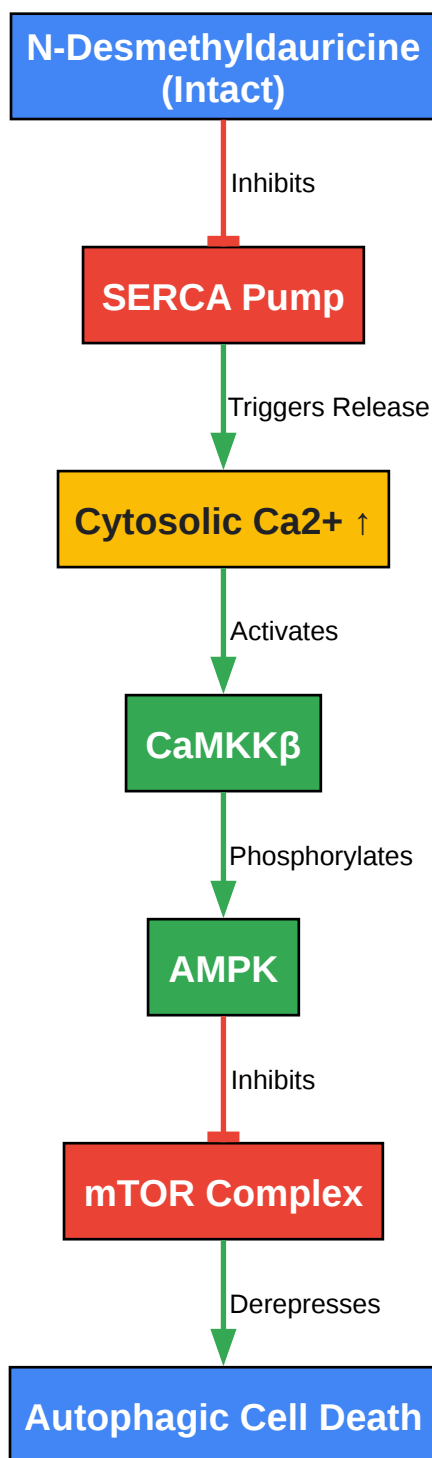 N-Desmethyldauricine
(Intact)
Inhibits
SERCA Pump
Triggers Release
Cytosolic Ca2+ ↑
Activates
CaMKKβ
Phosphorylates
AMPK
Inhibits
mTOR Complex
Derepresses
Autophagic Cell Death